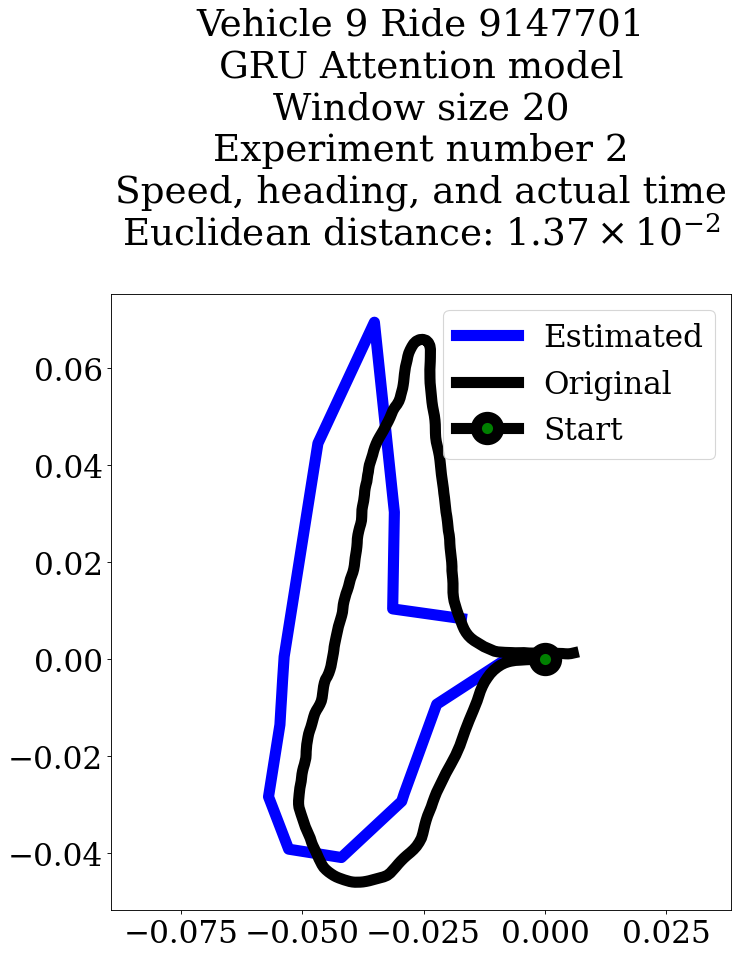 Vehicle 9 Ride 9147701
GRU Attention model
Window size 20
Experiment number 2
Speed, heading, and actual time
Euclidean distance: 1.37 × 10⁻²
Estimated
Original
Start
0.06
0.04
0.02
0.00
−0.02
−0.04
−0.075 −0.050 −0.025 0.000 0.025